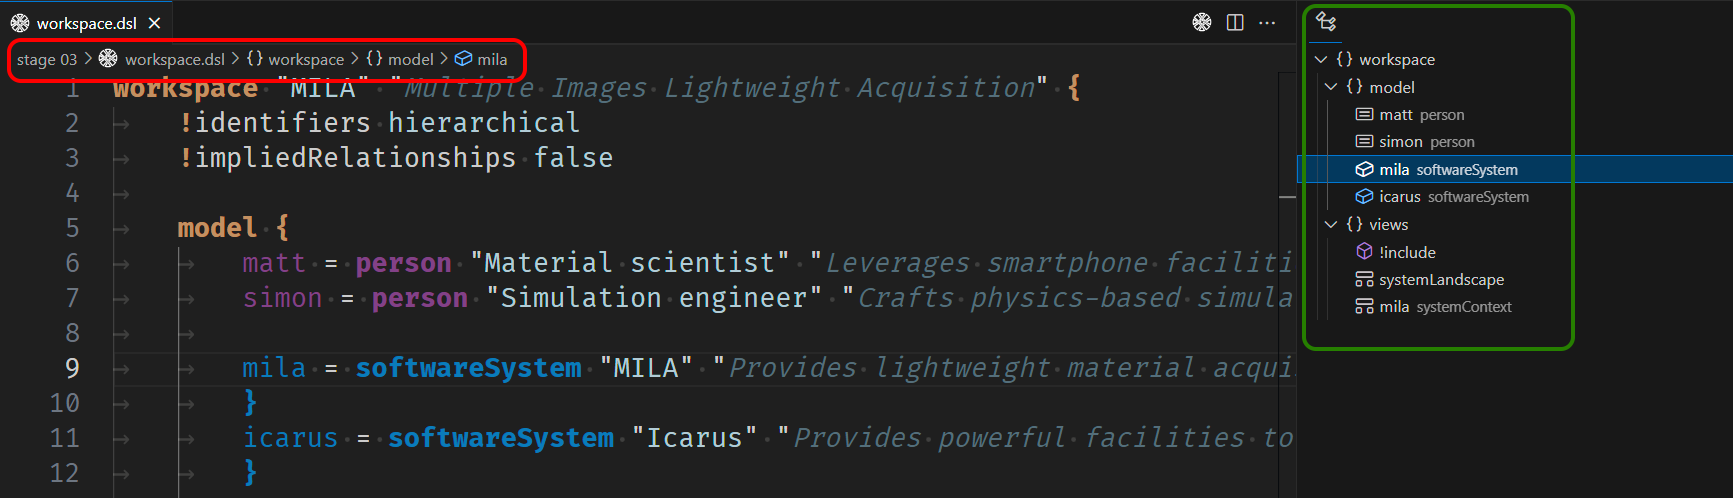 workspace.dsl
stage 03 > workspace.dsl > {} workspace > {} model > mila
1 workspace "MILA" "Multiple Images Lightweight Acquisition" {
2 !identifiers hierarchical
3 !impliedRelationships false
4
5 model {
6 matt = person "Material scientist" "Leverages smartphone faciliti
7 simon = person "Simulation engineer" "Crafts physics-based simula
8
9 mila = softwareSystem "MILA" "Provides lightweight material acqui
10 }
11 icarus = softwareSystem "Icarus" "Provides powerful facilities to
12 }
{} workspace
{} model
matt person
simon person
mila softwareSystem
icarus softwareSystem
{} views
!include
systemLandscape
mila systemContext